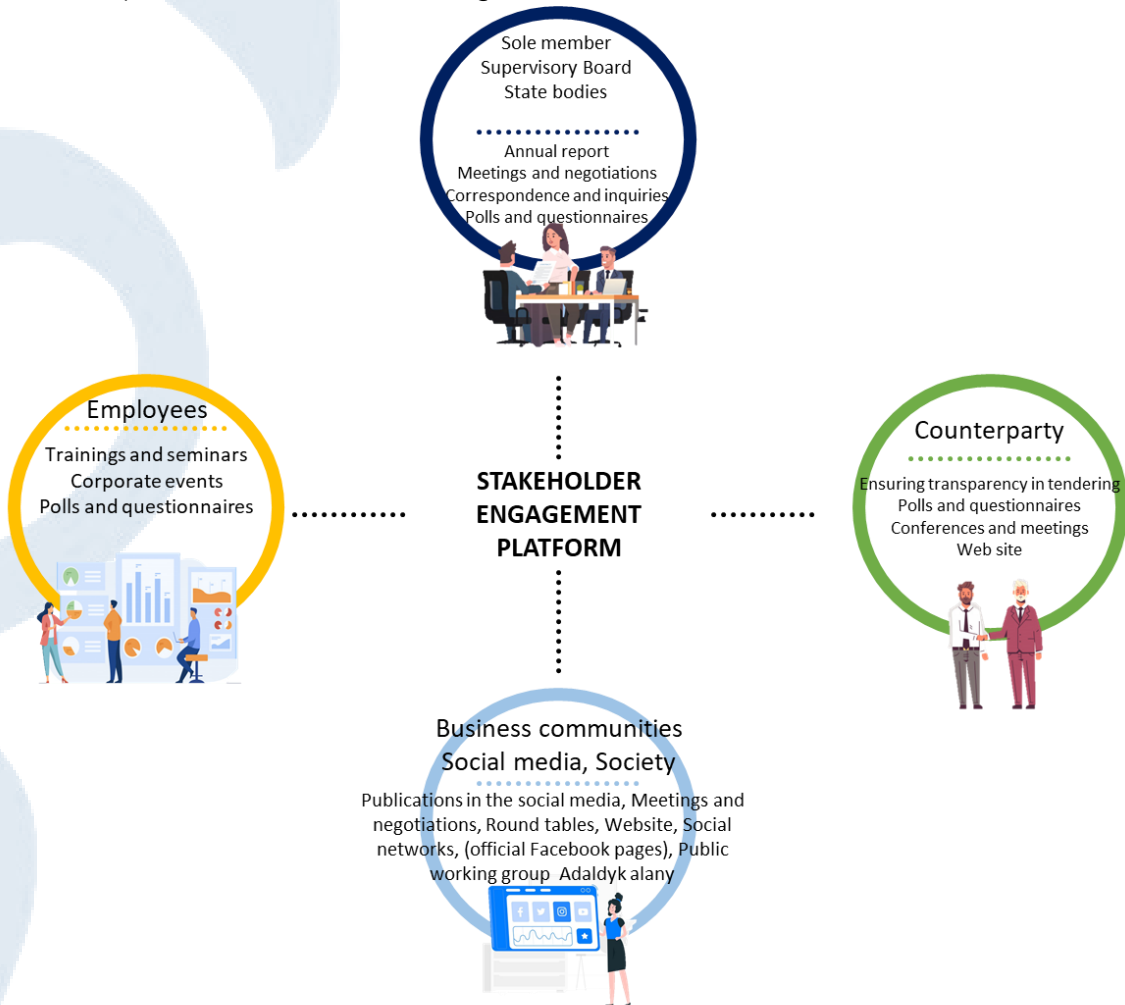 Sole member
Supervisory Board
State bodies
Annual report
Meetings and negotiations
Correspondence and inquiries
Polls and questionnaires
Employees
Trainings and seminars
Corporate events
Polls and questionnaires
STAKEHOLDER
ENGAGEMENT
PLATFORM
Counterparty
Ensuring transparency in tendering
Polls and questionnaires
Conferences and meetings
Web site
Business communities
Social media, Society
Publications in the social media, Meetings and
negotiations, Round tables, Website, Social
networks, (official Facebook pages), Public
working group Adaldyk alany